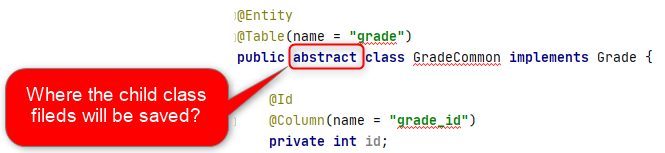 @Entity
@Table(name = "grade")
public abstract class GradeCommon implements Grade {
Where the child class
fileds will be saved?
@Id
@Column(name = "grade_id")
private int id;